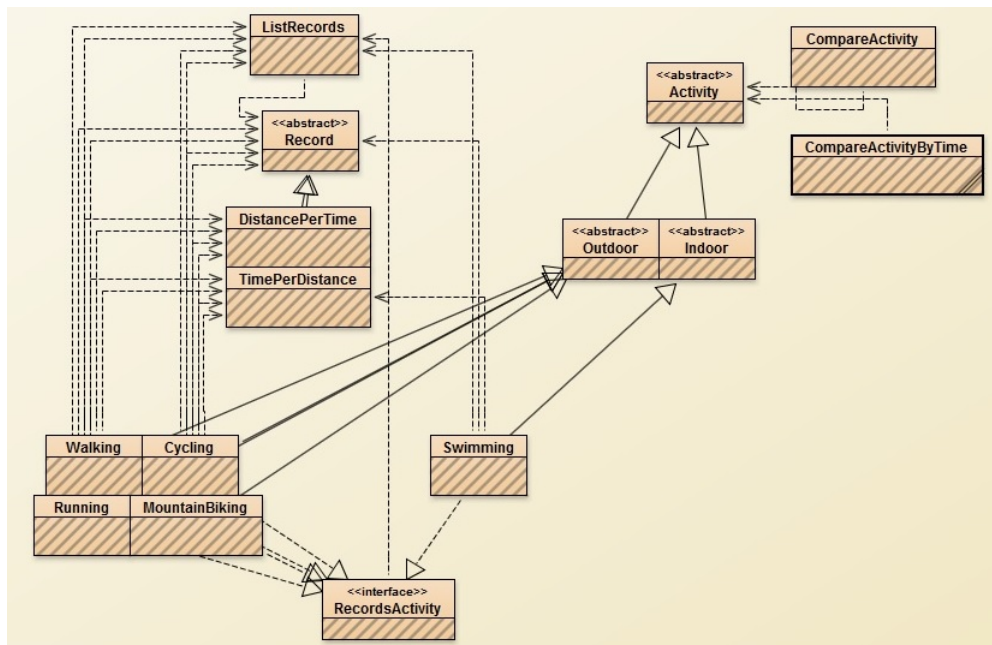 ListRecords
<<abstract>>
Record
DistancePerTime
TimePerDistance
<<abstract>>
Activity
CompareActivity
CompareActivityByTime
<<abstract>>
Outdoor
<<abstract>>
Indoor
Walking
Cycling
Running
MountainBiking
Swimming
<<interface>>
RecordsActivity